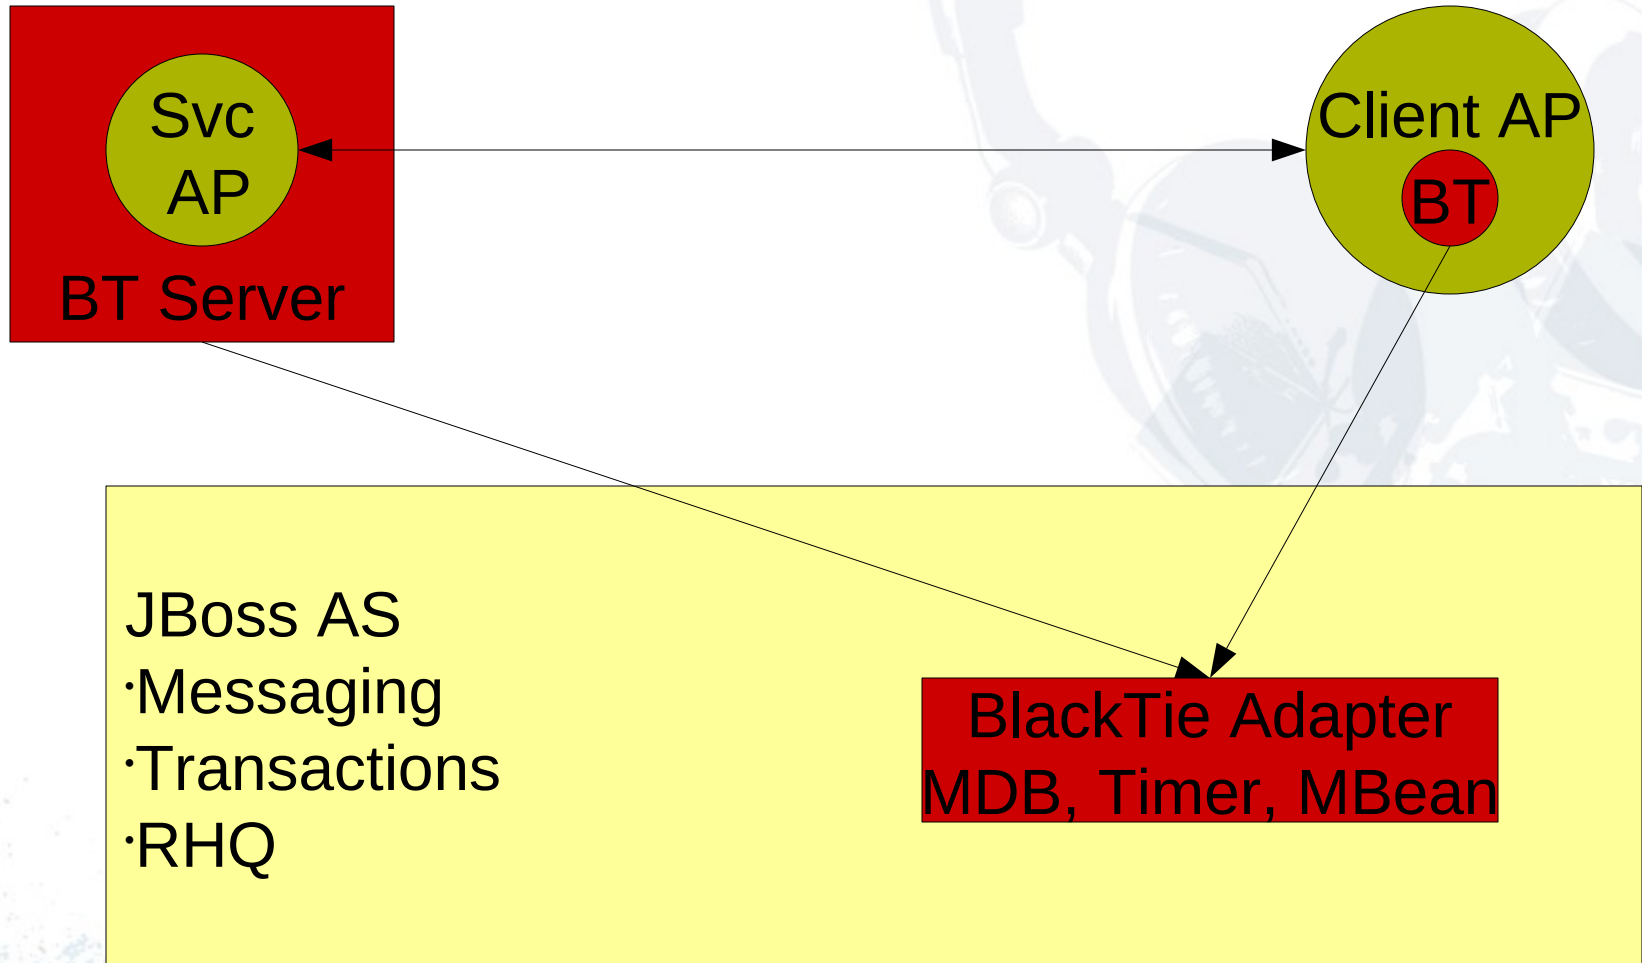 Svc
AP
BT Server
Client AP
BT
JBoss AS
·Messaging
·Transactions
·RHQ
BlackTie Adapter
MDB, Timer, MBean